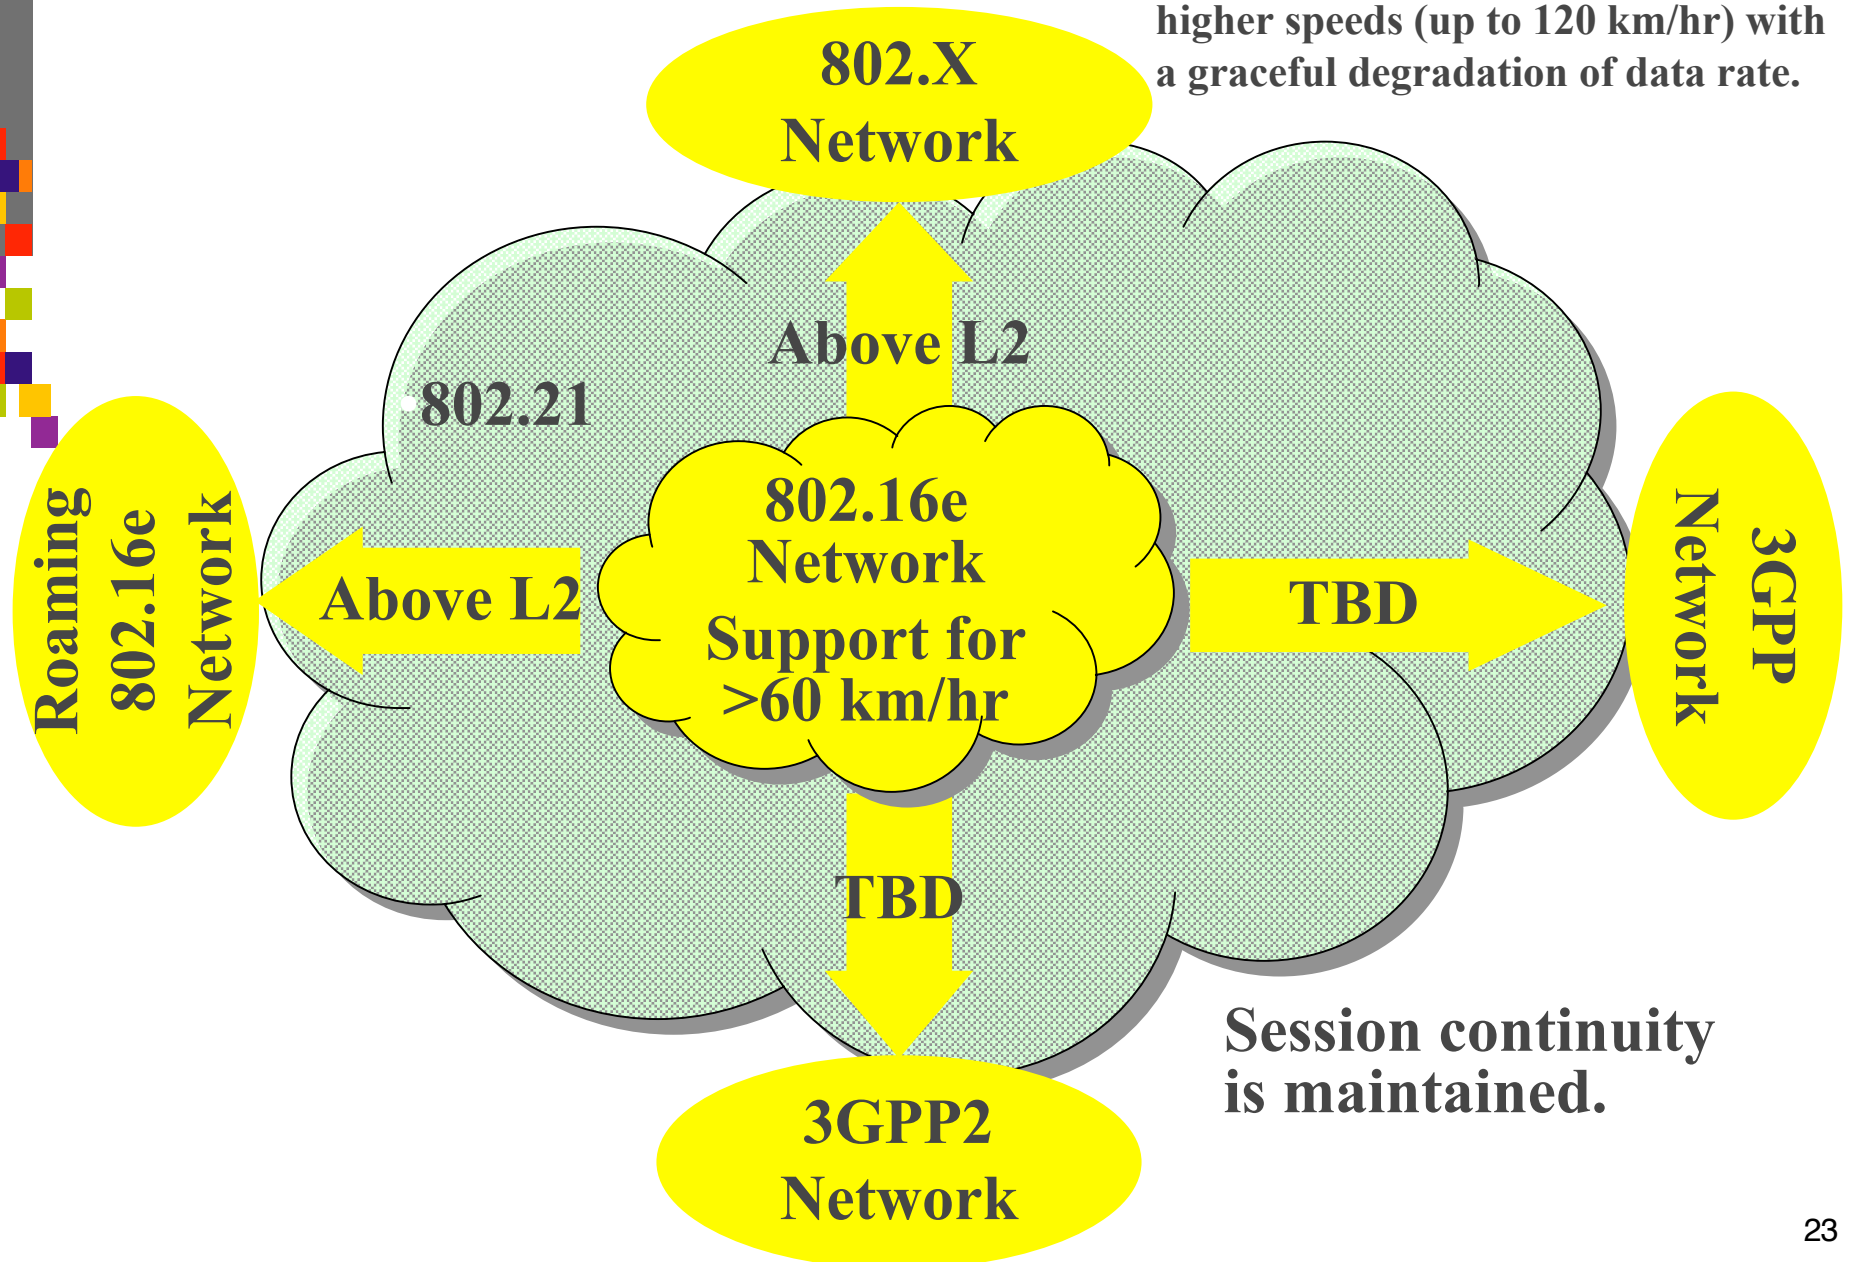 higher speeds (up to 120 km/hr) with
a graceful degradation of data rate.
802.X
Network
Above L2
•802.21
Roaming
802.16e
Network
Above L2
802.16e
Network
Support for
>60 km/hr
TBD
3GPP
Network
TBD
3GPP2
Network
Session continuity
is maintained.
23